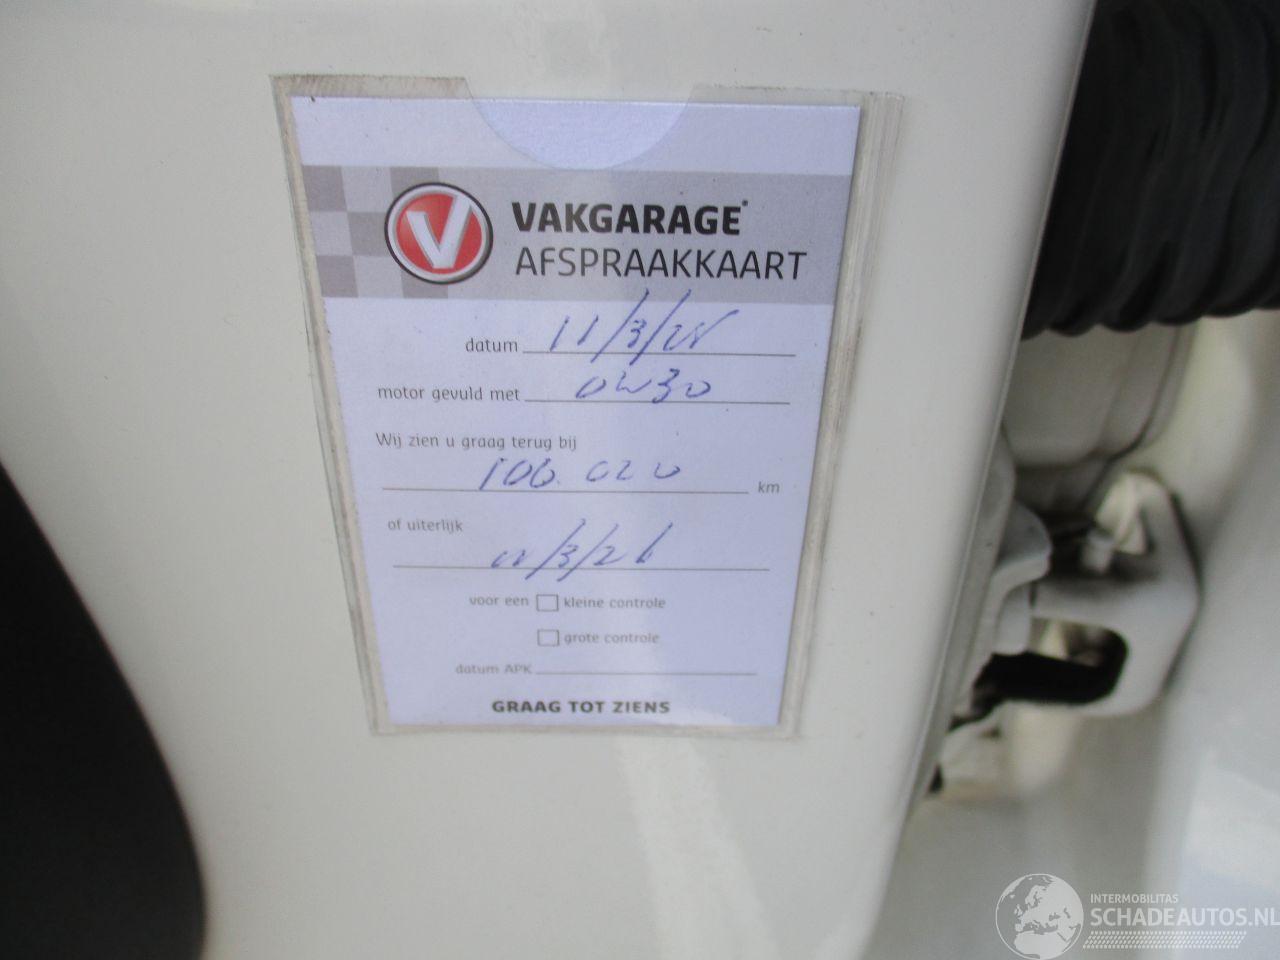 VAKGARAGE®
AFSPRAAKKAART
datum 11/3/25
motor gevuld met 0W30
Wij zien u graag terug bij
106.020 km
of uiterlijk
/3/26
voor een kleine controle
grote controle
datum APK
GRAAG TOT ZIENS
INTERMOBILITAS
SCHADEAUTOS.NL